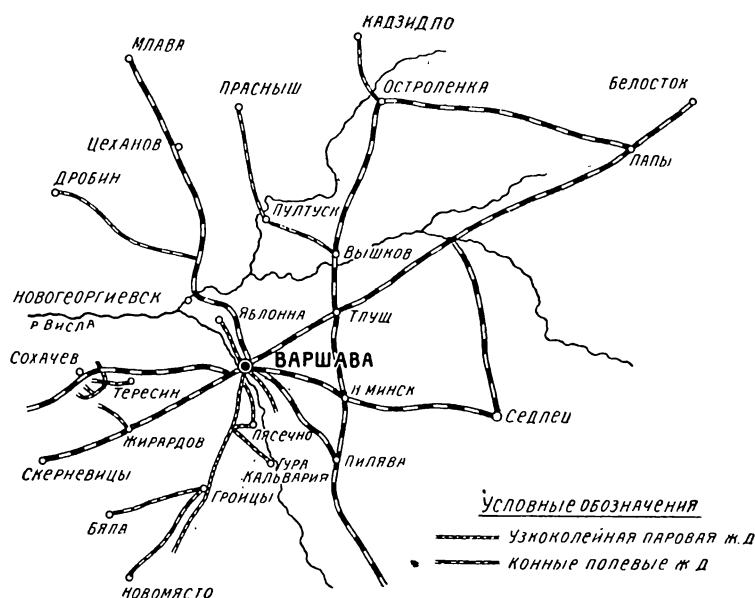 КАДЗИДЛО
МЛАВА
ПРАСНЫШ
ОСТРОЛЕНКА
БЕЛОСТОК
ЦЕХАНОВ
ЛАПЫ
ДРОБИН
ПУЛТУСК
ВЫШКОВ
НОВОГЕОРГИЕВСК
ЯБЛОННА
ТЛУЩ
Р ВИСЛА
СОХАЧЕВ
ВАРШАВА
ТЕРЕСИН
Н МИНСК
СЕДЛЕЦ
ЖИРАРДОВ
ПЯСЕЧНО
СКЕРНЕВИЦЫ
ГУРА
КАЛЬВАРИЯ
ПИЛЯВА
ГРОЙЦЫ
БЯЛА
НОВОМЯСТО
УСЛОВНЫЕ ОБОЗНАЧЕНИЯ
УЗКОКОЛЕЙНАЯ ПАРОВАЯ Ж.Д
КОННЫЕ ПОЛЕВЫЕ Ж Д